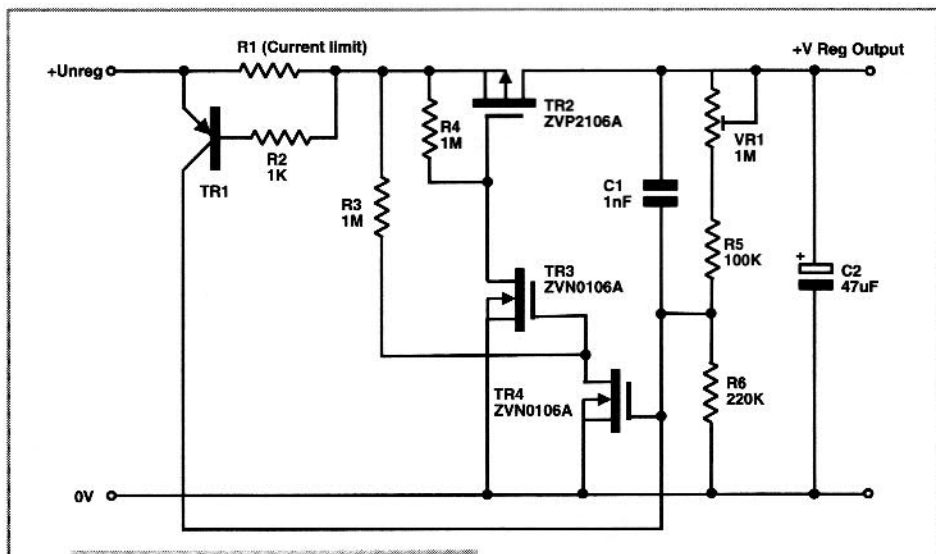 R1 (Current limit)
+V Reg Output
+Unreg
R4
1M
TR2
ZVP2106A
VR1
1M
R2
1K
TR1
R3
1M
C1
1nF
R5
100K
TR3
ZVN0106A
+
C2
47uF
TR4
ZVN0106A
R6
220K
0V